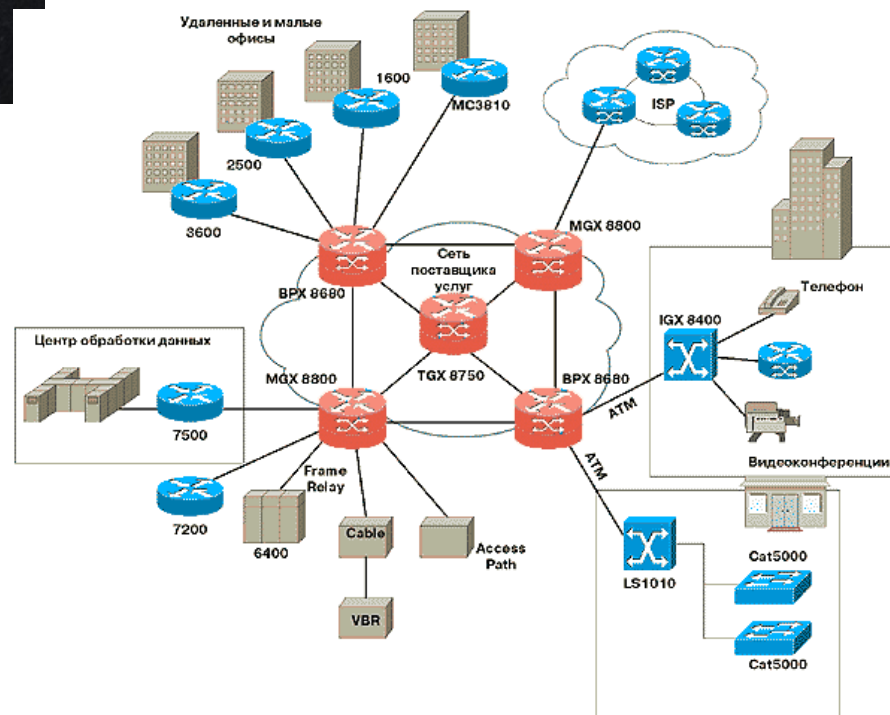 Удаленные и малые
офисы
1600
MC3810
ISP
2500
3600
MGX 8800
Сеть
поставщика
услуг
BPX 8680
Телефон
IGX 8400
Центр обработки данных
MGX 8800
TGX 8750
BPX 8680
7500
ATM
ATM
Видеоконференции
Frame
Relay
7200
6400
Cable
Access
Path
VBR
LS1010
Cat5000
Cat5000